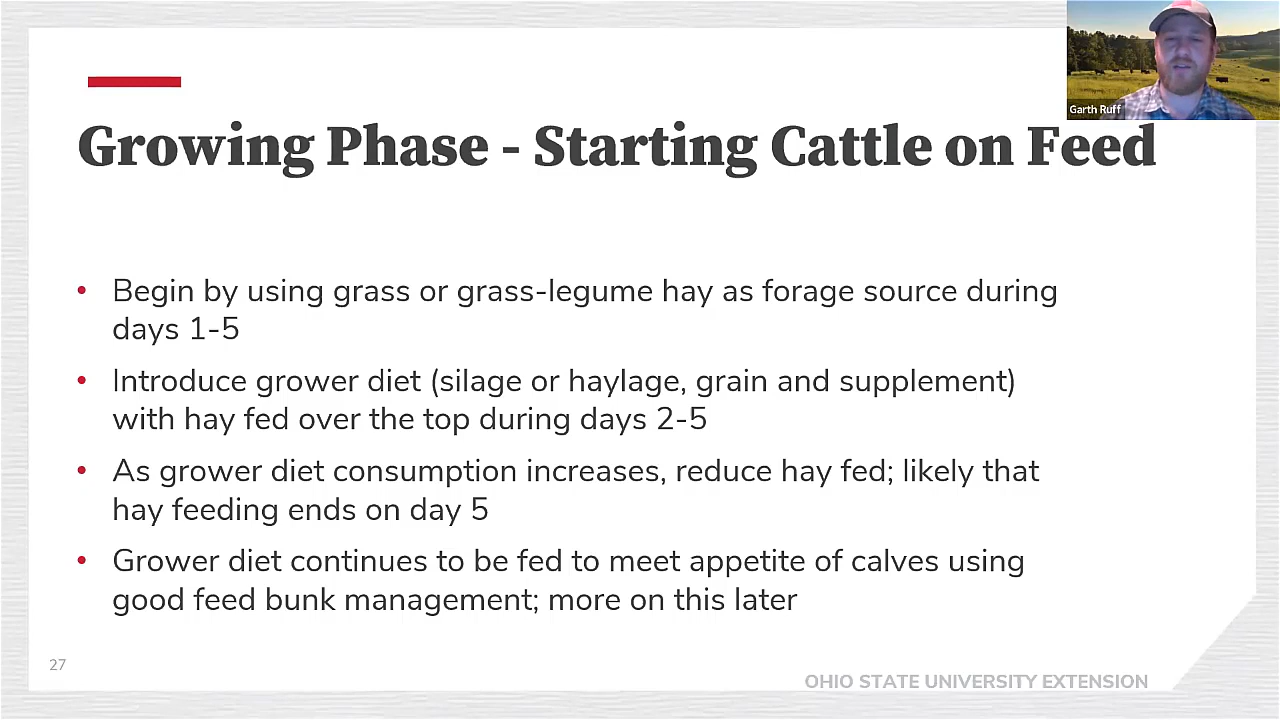 Garth Ruff
Growing Phase - Starting Cattle on Feed
• Begin by using grass or grass-legume hay as forage source during
days 1-5
• Introduce grower diet (silage or haylage, grain and supplement)
with hay fed over the top during days 2-5
• As grower diet consumption increases, reduce hay fed; likely that
hay feeding ends on day 5
• Grower diet continues to be fed to meet appetite of calves using
good feed bunk management; more on this later
27
OHIO STATE UNIVERSITY EXTENSION